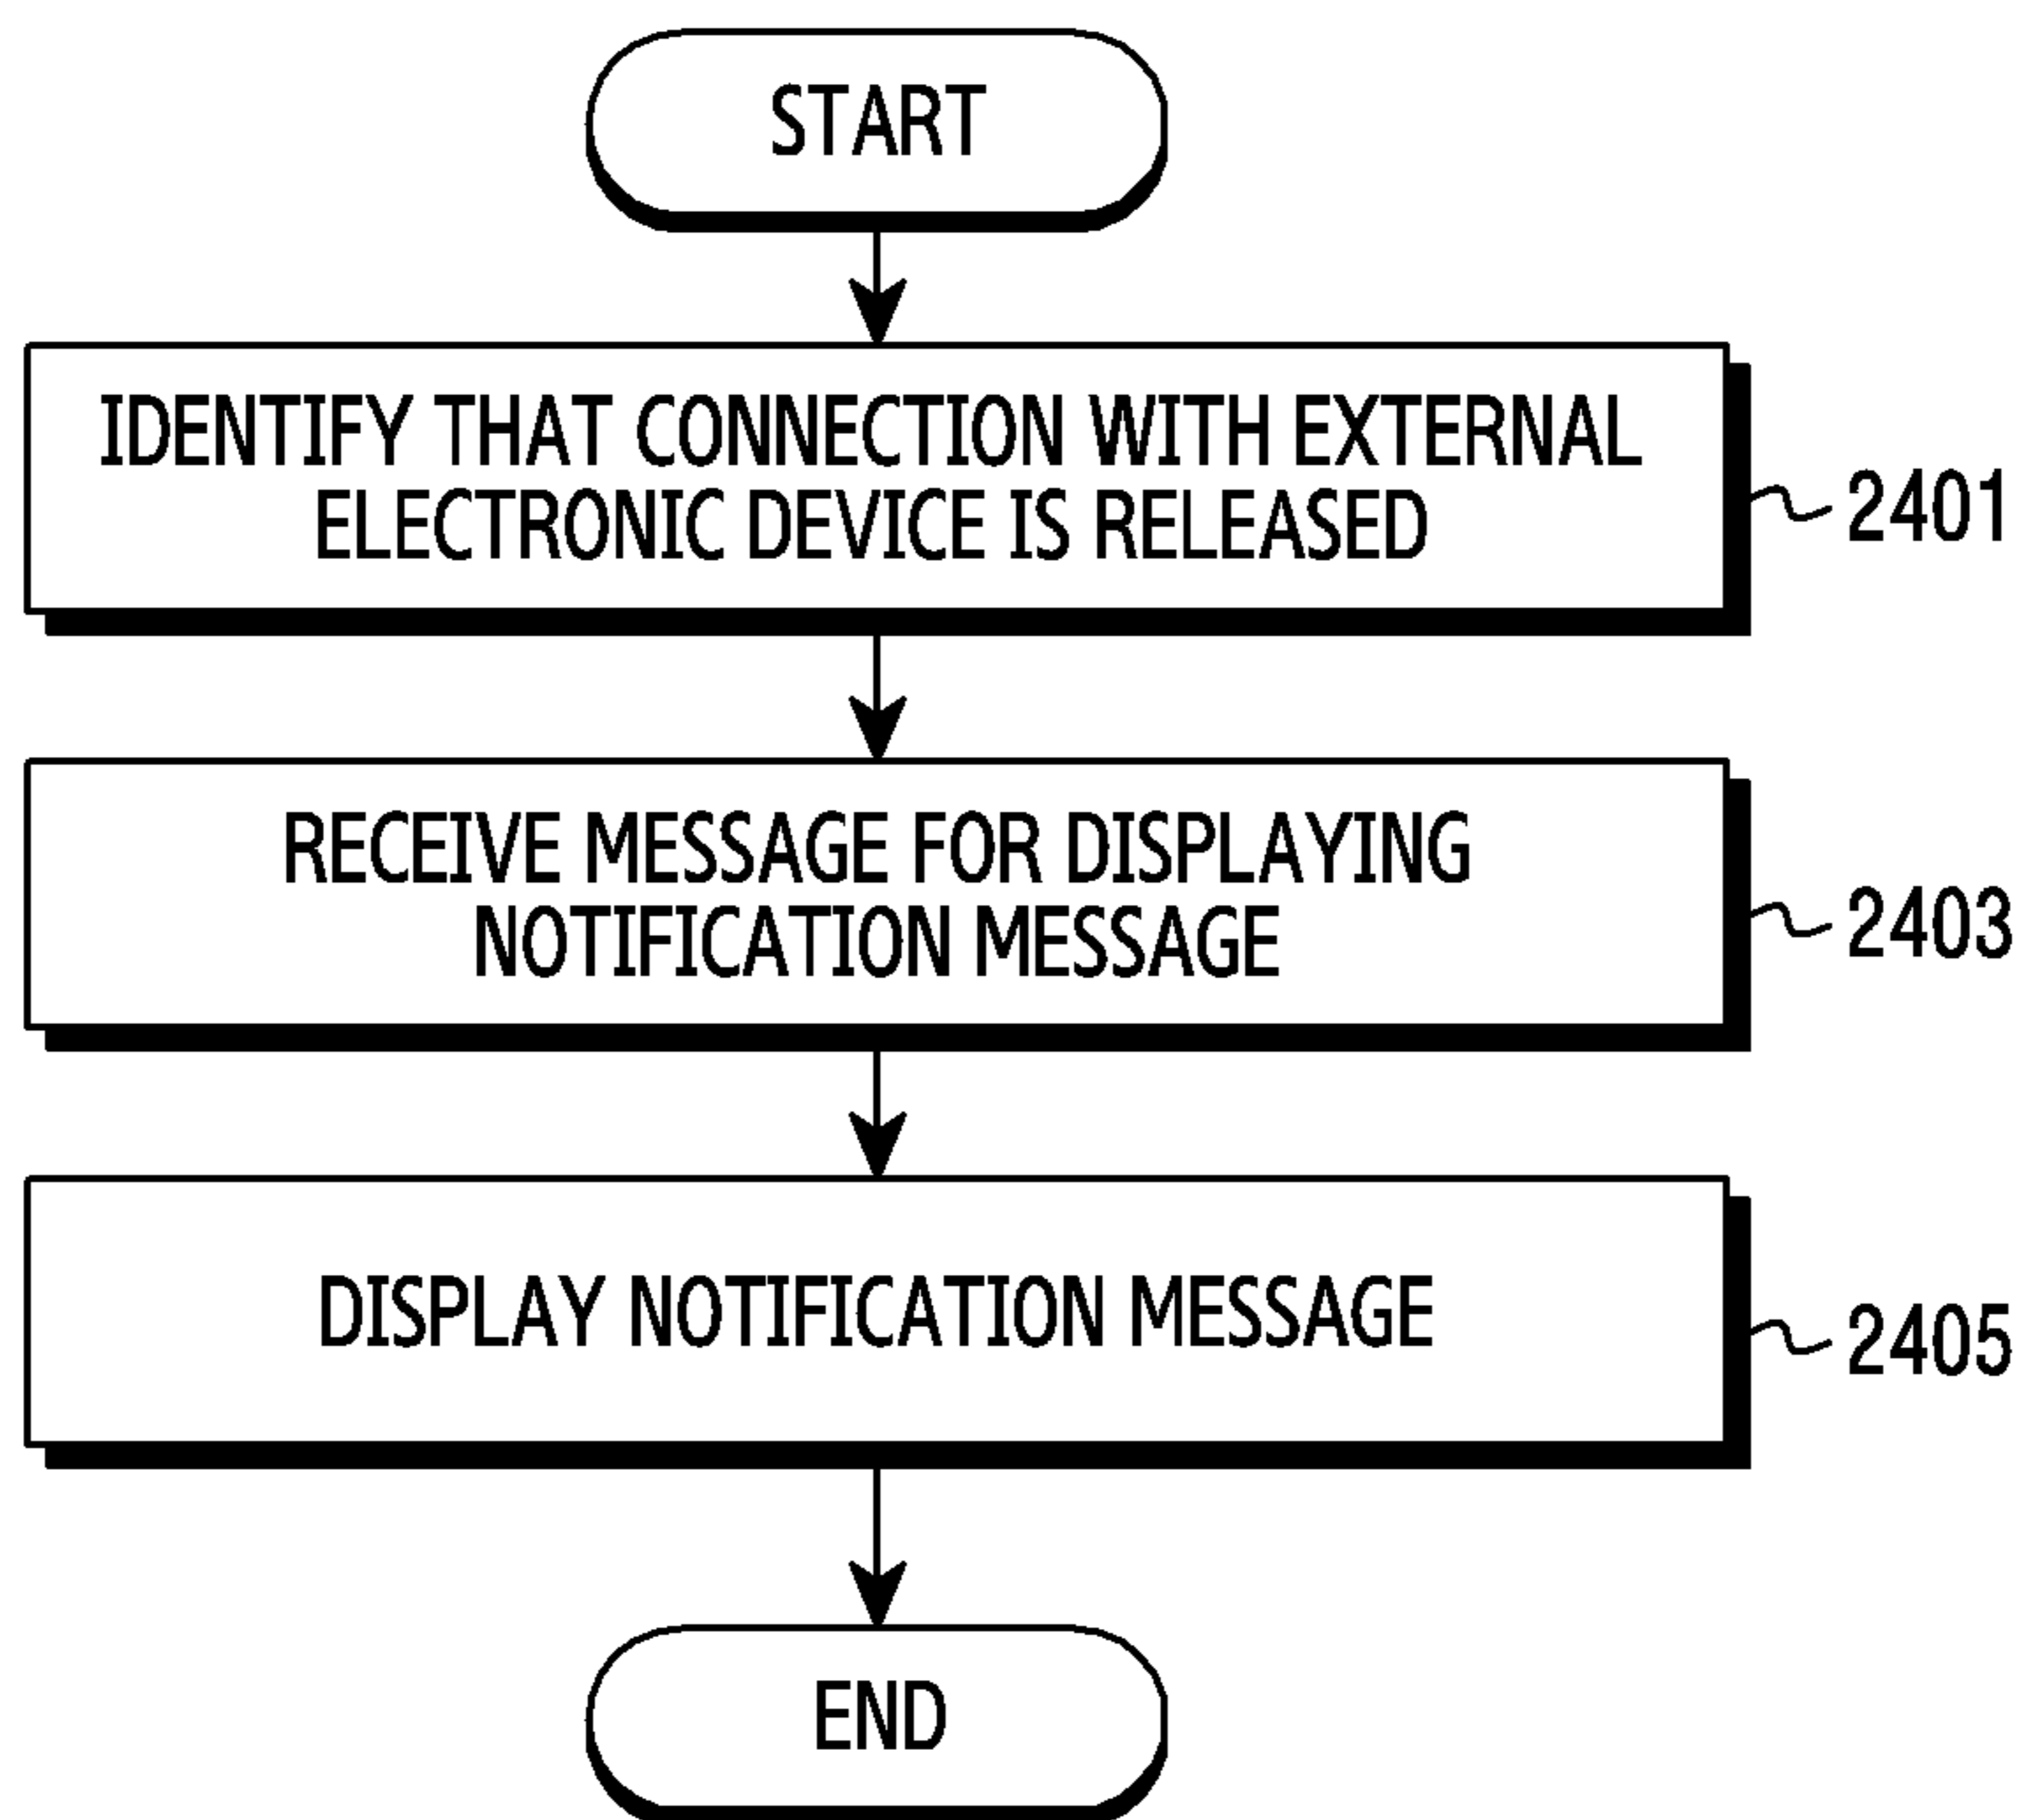 START
IDENTIFY THAT CONNECTION WITH EXTERNAL
ELECTRONIC DEVICE IS RELEASED
2401
RECEIVE MESSAGE FOR DISPLAYING
NOTIFICATION MESSAGE
2403
DISPLAY NOTIFICATION MESSAGE
2405
END